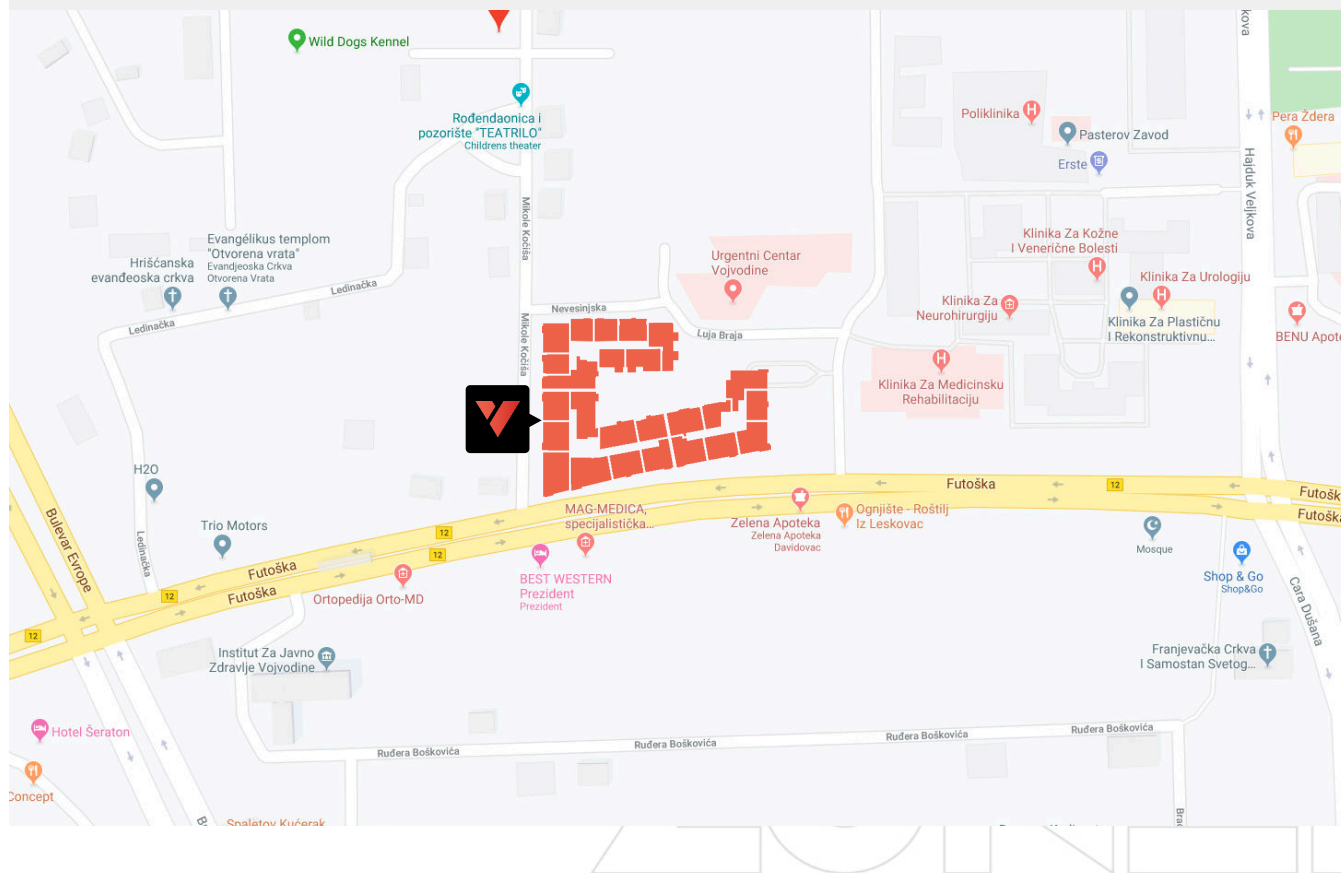 Wild Dogs Kennel
Rođendaonica i
pozorište "TEATRILO"
Childrens theater
Poliklinika
Pasterov Zavod
Erste
kova
Pera Ždera
Hajduk Veljkova
Mikole Kočiša
Evangélikus templom
"Otvorena vrata"
Evandjeoska Crkva
Otvorena Vrata
Hrišćanska
evanđeoska crkva
Ledinačka
Ledinačka
Urgentni Centar
Vojvodine
Klinika Za Kožne
I Venerične Bolesti
Klinika Za Urologiju
Klinika Za
Neurohirurgiju
Klinika Za Plastičnu
I Rekonstruktivnu...
BENU Apote
Nevesinjska
Mikole Kočiša
Luja Braja
Klinika Za Medicinsku
Rehabilitaciju
H2O
Bulevar Evrope
Ledinačka
Trio Motors
Futoška
12
Futošk
Futoška
MAG-MEDICA,
specijalistička...
Zelena Apoteka
Zelena Apoteka
Davidovac
Ognjište - Roštilj
Iz Leskovac
Mosque
12
12
Futoška
Futoška
12
12
BEST WESTERN
Prezident
Prezident
Ortopedija Orto-MD
Shop & Go
Shop&Go
Cara Dušana
Institut Za Javno
Zdravlje Vojvodine
Franjevačka Crkva
I Samostan Svetog...
Hotel Šeraton
Ruđera Boškovića
Ruđera Boškovića
Ruđera Boškovića
Ruđera Boškovića
Concept
Spaletov Kućerak